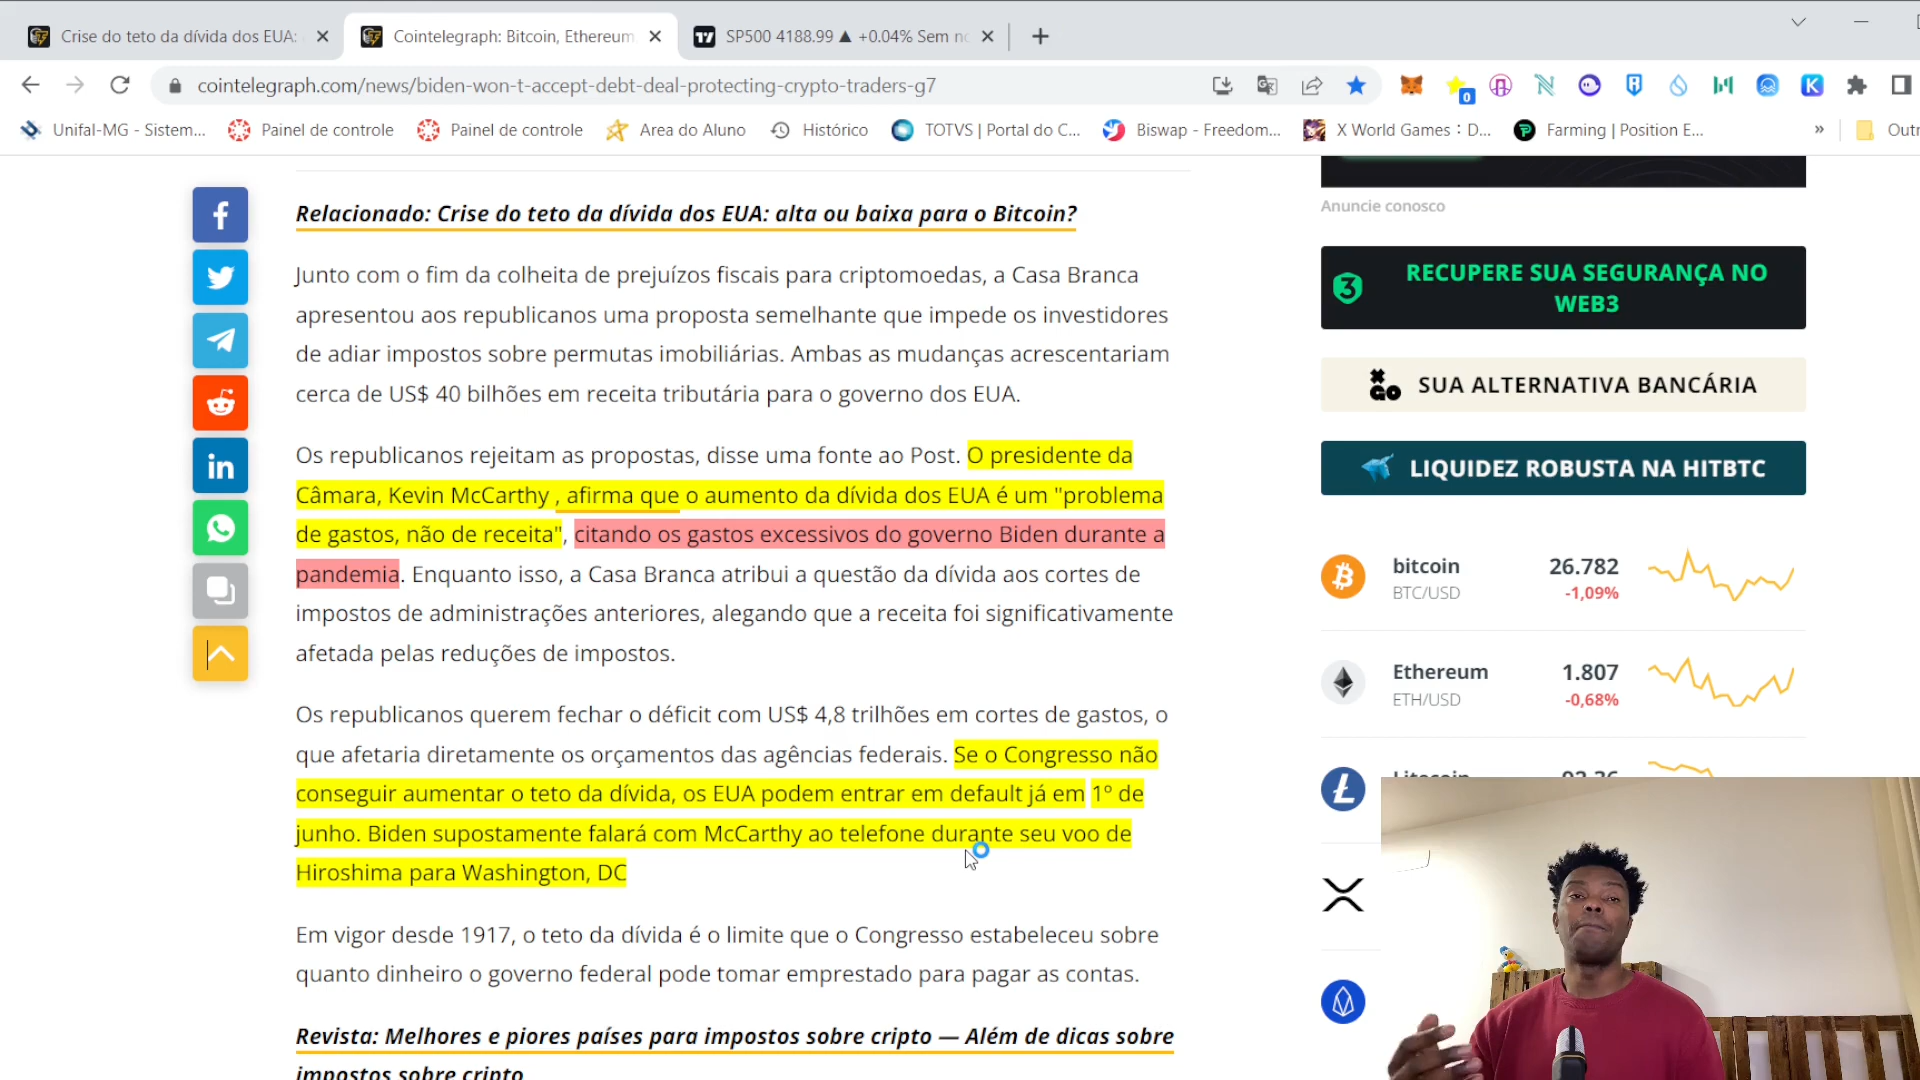 Crise do teto da dívida dos EUA:
Cointelegraph: Bitcoin, Ethereum
SP500 4188.99 ▲ +0.04% Sem n
cointelegraph.com/news/biden-won-t-accept-debt-deal-protecting-crypto-traders-g7
0
Unifal-MG - Sistem...
Painel de controle
Painel de controle
Area do Aluno
Histórico
TOTVS | Portal do C...
Biswap - Freedom...
X World Games : D...
Farming | Position E...
»
Outr
Relacionado: Crise do teto da dívida dos EUA: alta ou baixa para o Bitcoin?
Junto com o fim da colheita de prejuízos fiscais para criptomoedas, a Casa Branca
apresentou aos republicanos uma proposta semelhante que impede os investidores
de adiar impostos sobre permutas imobiliárias. Ambas as mudanças acrescentariam
cerca de US$ 40 bilhões em receita tributária para o governo dos EUA.
Os republicanos rejeitam as propostas, disse uma fonte ao Post. O presidente da
Câmara, Kevin McCarthy , afirma que o aumento da dívida dos EUA é um "problema
de gastos, não de receita", citando os gastos excessivos do governo Biden durante a
pandemia. Enquanto isso, a Casa Branca atribui a questão da dívida aos cortes de
impostos de administrações anteriores, alegando que a receita foi significativamente
afetada pelas reduções de impostos.
Os republicanos querem fechar o déficit com US$ 4,8 trilhões em cortes de gastos, o
que afetaria diretamente os orçamentos das agências federais. Se o Congresso não
conseguir aumentar o teto da dívida, os EUA podem entrar em default já em 1º de
junho. Biden supostamente falará com McCarthy ao telefone durante seu voo de
Hiroshima para Washington, DC
Em vigor desde 1917, o teto da dívida é o limite que o Congresso estabeleceu sobre
quanto dinheiro o governo federal pode tomar emprestado para pagar as contas.
Revista: Melhores e piores países para impostos sobre cripto — Além de dicas sobre
impostos sobre cripto
Anuncie conosco
RECUPERE SUA SEGURANÇA NO
WEB3
SUA ALTERNATIVA BANCÁRIA
LIQUIDEZ ROBUSTA NA HITBTC
bitcoin 26.782
BTC/USD -1,09%
Ethereum 1.807
ETH/USD -0,68%
Litecoin 92,36